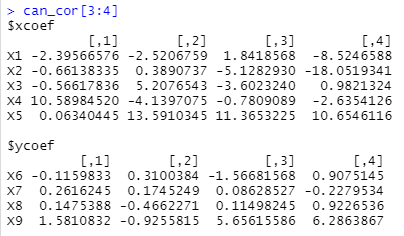 > can_cor[3:4]
$xcoef
[,1] [,2] [,3] [,4]
X1 -2.39566576 -2.5206759 1.8418568 -8.5246588
X2 -0.66138335 0.3890737 -5.1282930 -18.0519341
X3 -0.56617836 5.2076543 -3.6023240 0.9821324
X4 10.58984520 -4.1397075 -0.7809089 -2.6354126
X5 0.06340445 13.5910345 11.3653225 10.6546116
$ycoef
[,1] [,2] [,3] [,4]
X6 -0.1159833 0.3100384 -1.56681568 0.9075145
X7 0.2616245 0.1745249 0.08628527 -0.2279534
X8 0.1475388 -0.4662271 0.11498245 0.9226536
X9 1.5810832 -0.9255815 5.65615586 6.2863867